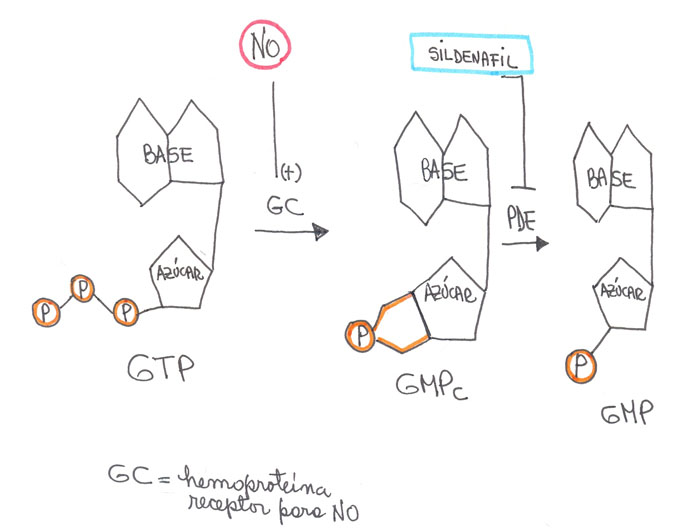 NO
SILDENAFIL
BASE
BASE
BASE
(+)
GC
PDE
AZÚCAR
AZÚCAR
AZÚCAR
P P P
P
P
GTP
GMPc
GMP
GC = hemoproteína
receptor para NO